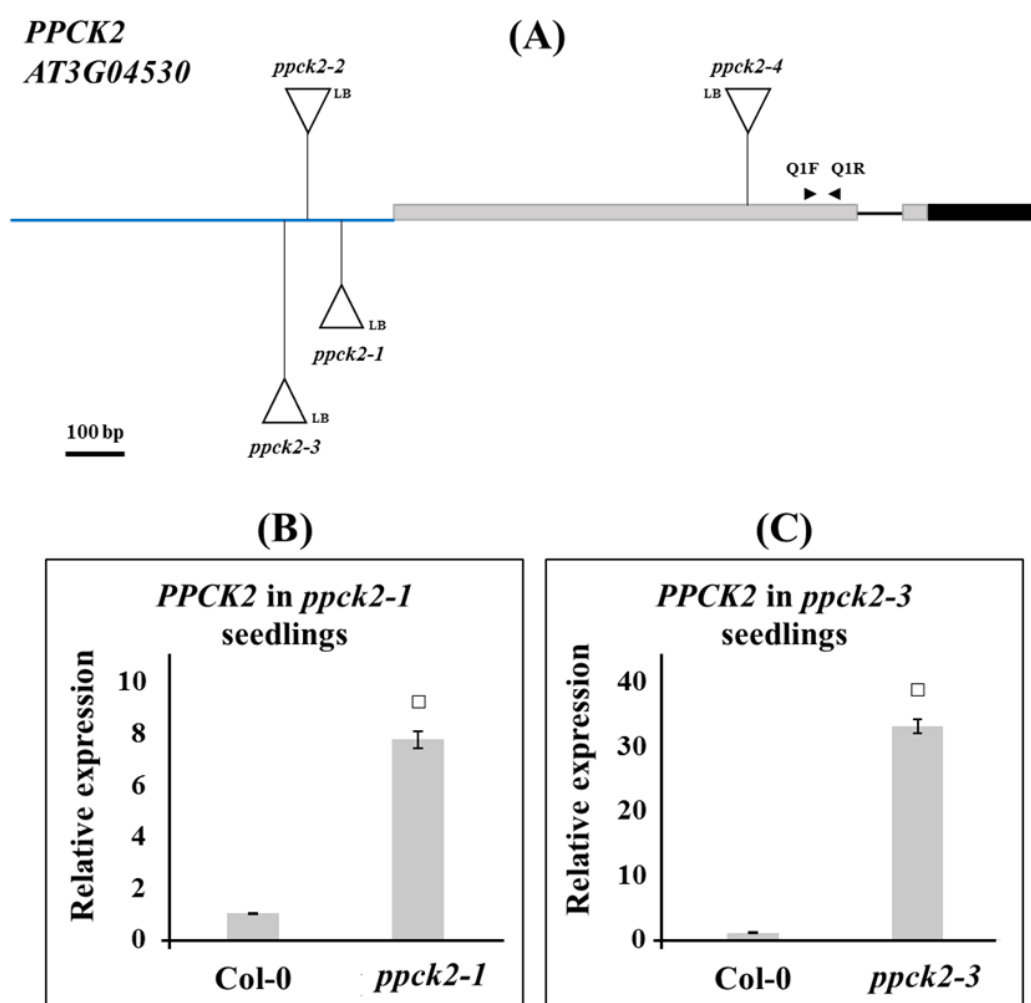 PPCK2
AT3G04530
(A)
ppck2-2
LB
ppck2-4
LB
Q1F
Q1R
LB
ppck2-1
LB
ppck2-3
100 bp
(B)
PPCK2 in ppck2-1
seedlings
Relative expression
10
8
6
4
2
0
Col-0
ppck2-1
(C)
PPCK2 in ppck2-3
seedlings
Relative expression
40
30
20
10
0
Col-0
ppck2-3